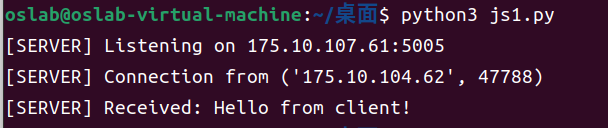 oslab@oslab-virtual-machine:~/桌面$ python3 js1.py
[SERVER] Listening on 175.10.107.61:5005
[SERVER] Connection from ('175.10.104.62', 47788)
[SERVER] Received: Hello from client!